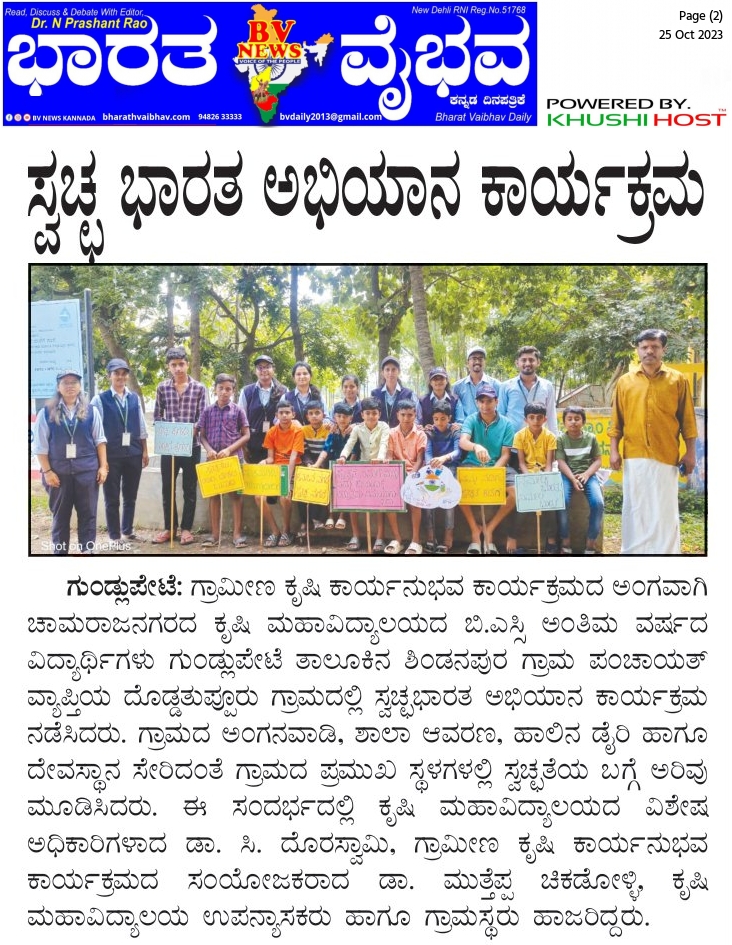 Read, Discuss & Debate With Editor,
Dr. N Prashant Rao
New Dehli RNI Reg.No.51768
ಭಾರತ ವೈಭವ
BV
NEWS
VOICE OF THE PEOPLE
ಕನ್ನಡ ದಿನಪತ್ರಿಕೆ
BV NEWS KANNADA bharathvaibhav.com 94826 33333 bvdaily2013@gmail.com Bharat Vaibhav Daily
Page (2)
25 Oct 2023
POWERED BY.
KHUSHI HOST
TM
ಸ್ವಚ್ಛ ಭಾರತ ಅಭಿಯಾನ ಕಾರ್ಯಕ್ರಮ
Shot on OnePlus
ಗುಂಡ್ಲುಪೇಟೆ: ಗ್ರಾಮೀಣ ಕೃಷಿ ಕಾರ್ಯನುಭವ ಕಾರ್ಯಕ್ರಮದ ಅಂಗವಾಗಿ
ಚಾಮರಾಜನಗರದ ಕೃಷಿ ಮಹಾವಿದ್ಯಾಲಯದ ಬಿ.ಎಸ್ಸಿ ಅಂತಿಮ ವರ್ಷದ
ವಿದ್ಯಾರ್ಥಿಗಳು ಗುಂಡ್ಲುಪೇಟೆ ತಾಲೂಕಿನ ಶಿಂಡನಪುರ ಗ್ರಾಮ ಪಂಚಾಯತ್
ವ್ಯಾಪ್ತಿಯ ದೊಡ್ಡತುಪ್ಪೂರು ಗ್ರಾಮದಲ್ಲಿ ಸ್ವಚ್ಛಭಾರತ ಅಭಿಯಾನ ಕಾರ್ಯಕ್ರಮ
ನಡೆಸಿದರು. ಗ್ರಾಮದ ಅಂಗನವಾಡಿ, ಶಾಲಾ ಆವರಣ, ಹಾಲಿನ ಡೈರಿ ಹಾಗೂ
ದೇವಸ್ಥಾನ ಸೇರಿದಂತೆ ಗ್ರಾಮದ ಪ್ರಮುಖ ಸ್ಥಳಗಳಲ್ಲಿ ಸ್ವಚ್ಛತೆಯ ಬಗ್ಗೆ ಅರಿವು
ಮೂಡಿಸಿದರು. ಈ ಸಂದರ್ಭದಲ್ಲಿ ಕೃಷಿ ಮಹಾವಿದ್ಯಾಲಯದ ವಿಶೇಷ
ಅಧಿಕಾರಿಗಳಾದ ಡಾ. ಸಿ. ದೊರಸ್ವಾಮಿ, ಗ್ರಾಮೀಣ ಕೃಷಿ ಕಾರ್ಯನುಭವ
ಕಾರ್ಯಕ್ರಮದ ಸಂಯೋಜಕರಾದ ಡಾ. ಮುತ್ತೆಪ್ಪ ಚಿಕಡೋಳ್ಳಿ, ಕೃಷಿ
ಮಹಾವಿದ್ಯಾಲಯ ಉಪನ್ಯಾಸಕರು ಹಾಗೂ ಗ್ರಾಮಸ್ಥರು ಹಾಜರಿದ್ದರು.